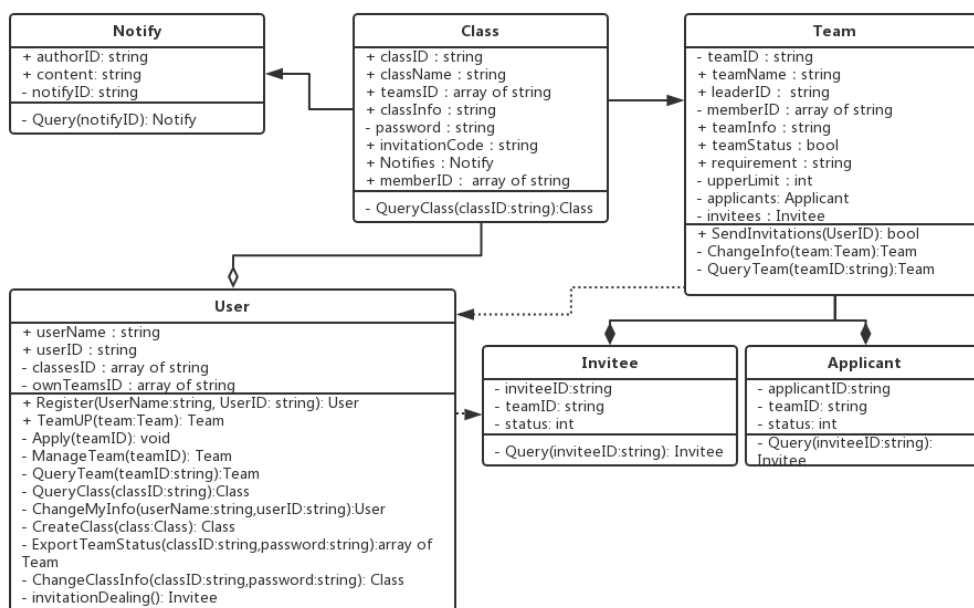 Notify
+ authorID: string
+ content: string
- notifyID: string
- Query(notifyID): Notify
Class
+ classID : string
+ className : string
+ teamsID : array of string
+ classInfo : string
- password : string
+ invitationCode : string
+ Notifies : Notify
+ memberID : array of string
- QueryClass(classID:string):Class
Team
- teamID : string
+ teamName : string
+ leaderID : string
- memberID : array of string
+ teamInfo : string
+ teamStatus : bool
+ requirement : string
- upperLimit : int
- applicants: Applicant
- invitees : Invitee
+ SendInvitations(UserID): bool
- ChangeInfo(team:Team):Team
- QueryTeam(teamID:string):Team
User
+ userName : string
+ userID : string
- classesID : array of string
- ownTeamsID : array of string
+ Register(UserName:string, UserID: string): User
+ TeamUP(team:Team): Team
- Apply(teamID): void
- ManageTeam(teamID): Team
- QueryTeam(teamID:string):Team
- QueryClass(classID:string):Class
- ChangeMyInfo(userName:string,userID:string):User
- CreateClass(class:Class): Class
- ExportTeamStatus(classID:string,password:string):array of
Team
- ChangeClassInfo(classID:string,password:string): Class
- invitationDealing(): Invitee
Invitee
- inviteeID:string
- teamID: string
- status: int
- Query(inviteeID:string): Invitee
Applicant
- applicantID:string
- teamID: string
- status: int
- Query(inviteeID:string):
Invitee